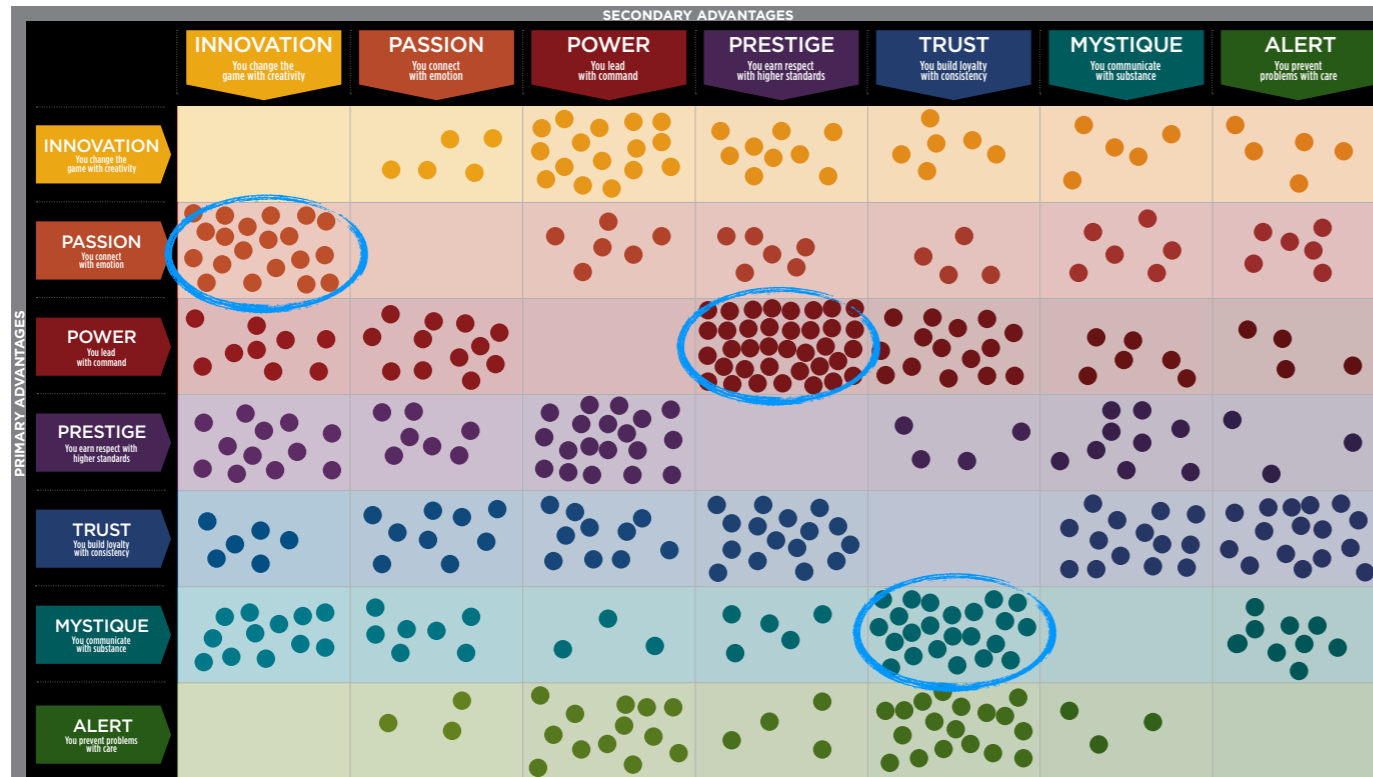 SECONDARY ADVANTAGES
INNOVATION
You change the
game with creativity
PASSION
You connect
with emotion
POWER
You lead
with command
PRESTIGE
You earn respect
with higher standards
TRUST
You build loyalty
with consistency
MYSTIQUE
You communicate
with substance
ALERT
You prevent
problems with care
PRIMARY ADVANTAGES
INNOVATION
You change the
game with creativity
PASSION
You connect
with emotion
POWER
You lead
with command
PRESTIGE
You earn respect with
higher standards
TRUST
You build loyalty
with consistency
MYSTIQUE
You communicate
with substance
ALERT
You prevent problems
with care